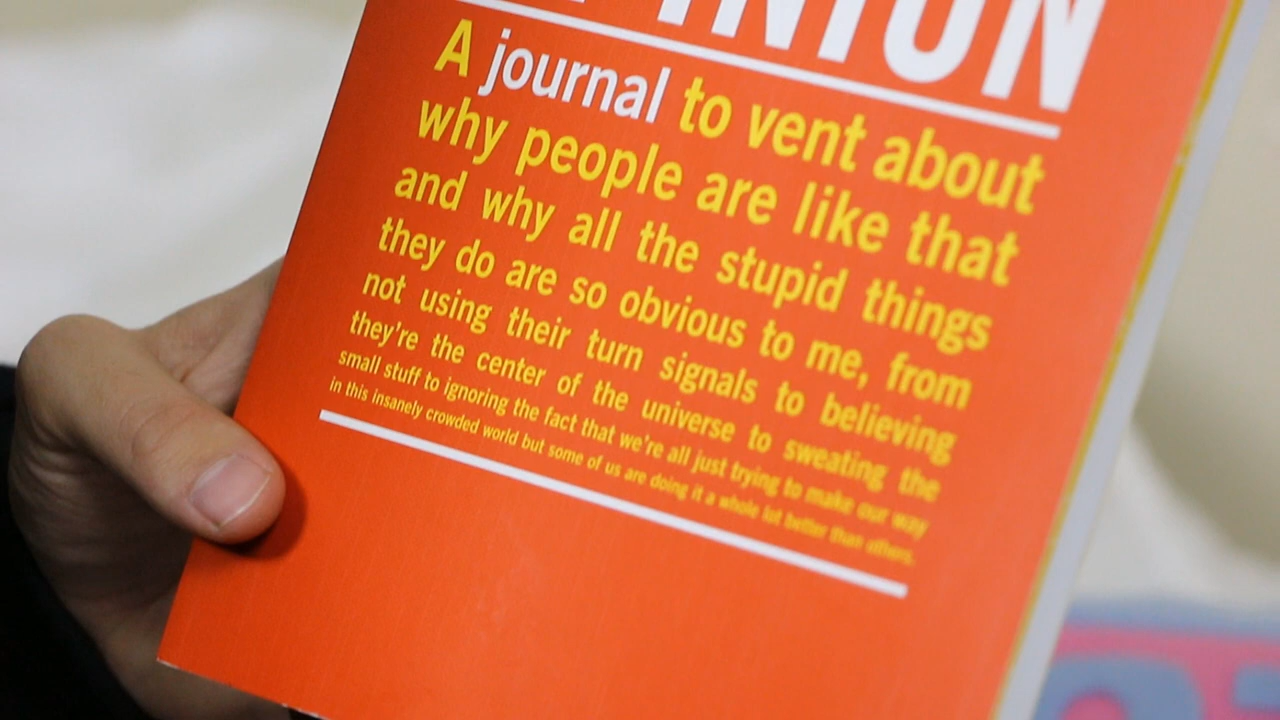 PINION
A journal to vent about
why people are like that
and why all the stupid things
they do are so obvious to me, from
not using their turn signals to believing
they're the center of the universe to sweating the
small stuff to ignoring the fact that we're all just trying to make our way
in this insanely crowded world but some of us are doing it a whole lot better than others.